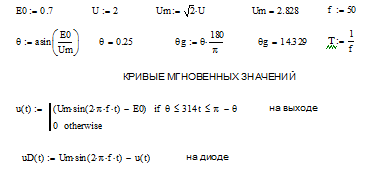 E0 := 0.7    U := 2    Um := √2·U    Um = 2.828    f := 50
θ := asin(E0/Um)    θ = 0.25    θg := θ·180/π    θg = 14.329    T := 1/f
КРИВЫЕ МГНОВЕННЫХ ЗНАЧЕНИЙ
u(t) := | (Um·sin(2·π·f·t) − E0) if θ ≤ 314t ≤ π − θ    на выходе
0 otherwise
uD(t) := Um·sin(2·π·f·t) − u(t)    на диоде